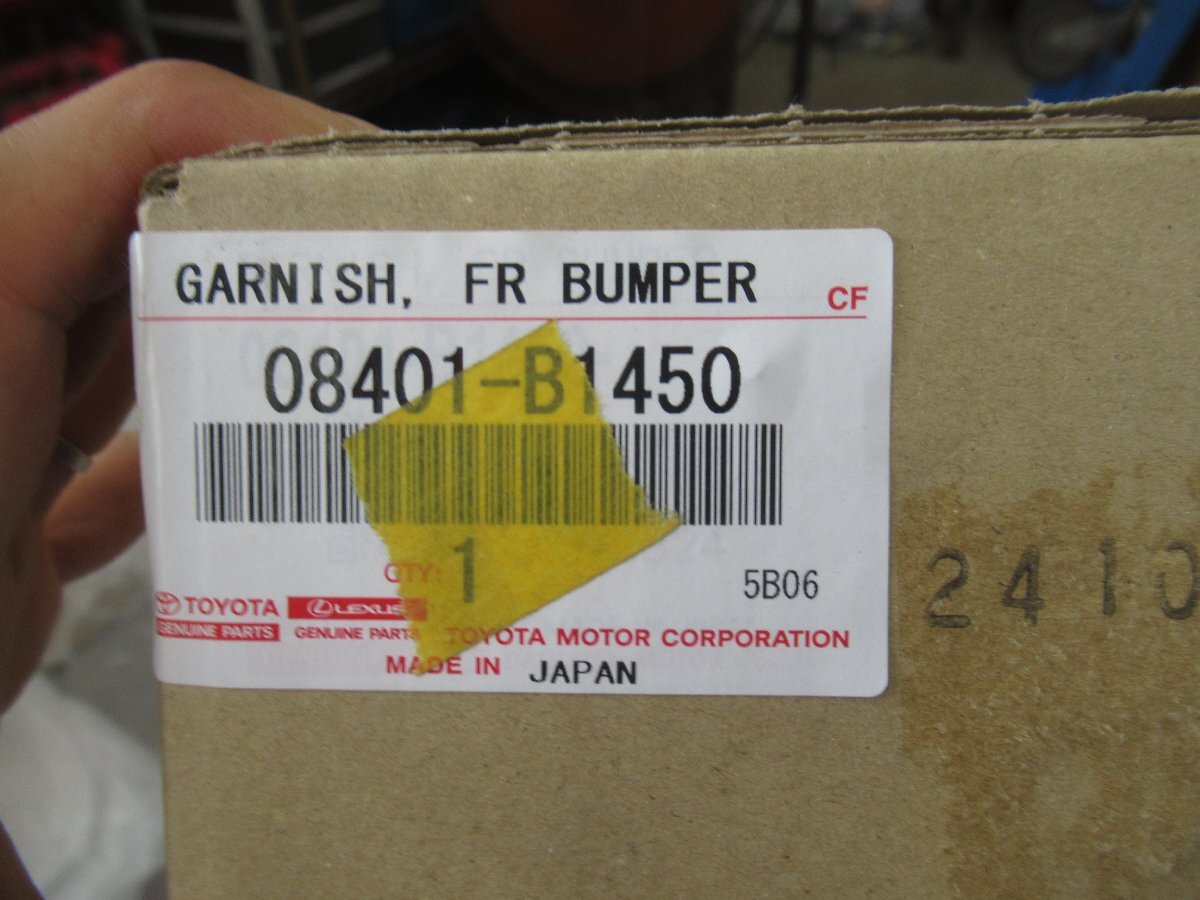 GARNISH, FR BUMPER CF
08401-B1450
QTY: 1 5B06
TOYOTA LEXUS
GENUINE PARTS GENUINE PARTS TOYOTA MOTOR CORPORATION
MADE IN JAPAN
2410